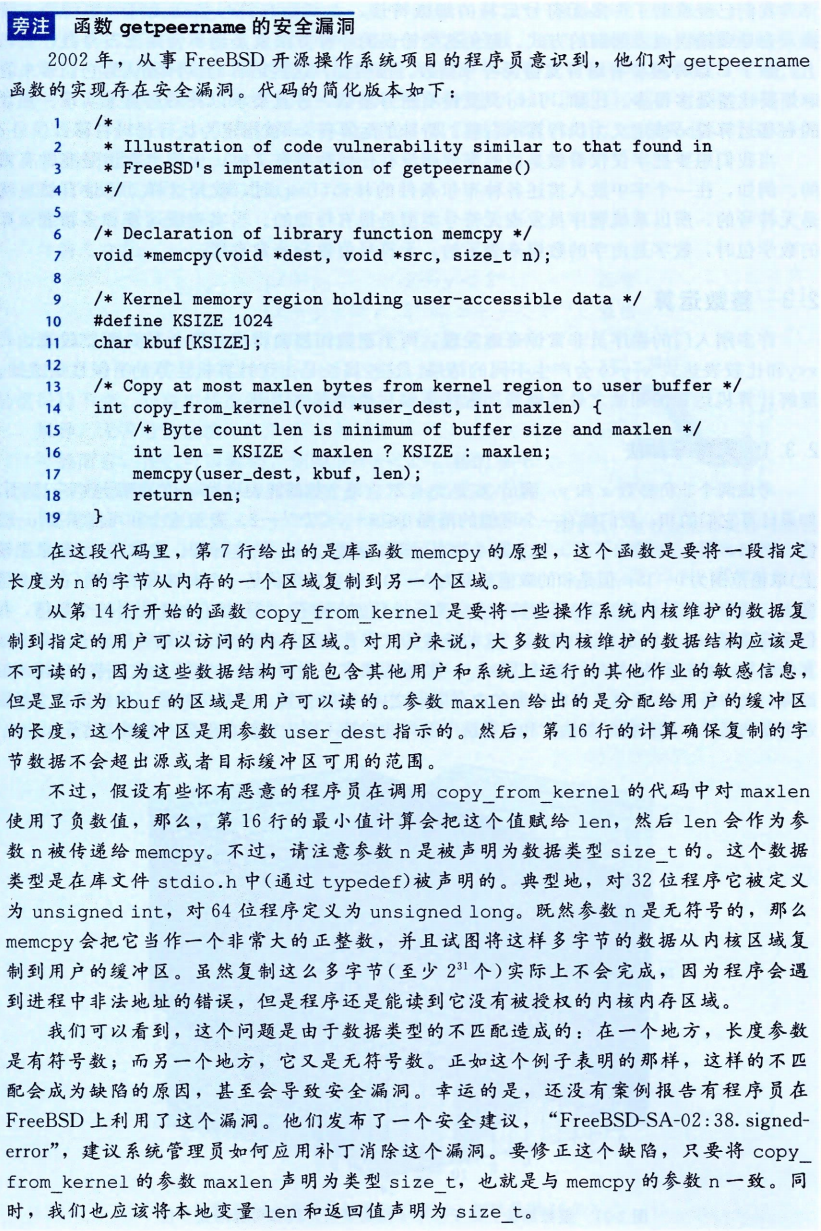 旁注 函数 getpeername 的安全漏洞
2002 年，从事 FreeBSD 开源操作系统项目的程序员意识到，他们对 getpeername
函数的实现存在安全漏洞。代码的简化版本如下：
1 /*
2 * Illustration of code vulnerability similar to that found in
3 * FreeBSD's implementation of getpeername()
4 */
5
6 /* Declaration of library function memcpy */
7 void *memcpy(void *dest, void *src, size_t n);
8
9 /* Kernel memory region holding user-accessible data */
10 #define KSIZE 1024
11 char kbuf[KSIZE];
12
13 /* Copy at most maxlen bytes from kernel region to user buffer */
14 int copy_from_kernel(void *user_dest, int maxlen) {
15 /* Byte count len is minimum of buffer size and maxlen */
16 int len = KSIZE < maxlen ? KSIZE : maxlen;
17 memcpy(user_dest, kbuf, len);
18 return len;
19 }
在这段代码里，第 7 行给出的是库函数 memcpy 的原型，这个函数是要将一段指定
长度为 n 的字节从内存的一个区域复制到另一个区域。
从第 14 行开始的函数 copy_from_kernel 是要将一些操作系统内核维护的数据复
制到指定的用户可以访问的内存区域。对用户来说，大多数内核维护的数据结构应该是
不可读的，因为这些数据结构可能包含其他用户和系统上运行的其他作业的敏感信息，
但是显示为 kbuf 的区域是用户可以读的。参数 maxlen 给出的是分配给用户的缓冲区
的长度，这个缓冲区是用参数 user_dest 指示的。然后，第 16 行的计算确保复制的字
节数据不会超出源或者目标缓冲区可用的范围。
不过，假设有些怀有恶意的程序员在调用 copy_from_kernel 的代码中对 maxlen
使用了负数值，那么，第 16 行的最小值计算会把这个值赋给 len，然后 len 会作为参
数 n 被传递给 memcpy。不过，请注意参数 n 是被声明为数据类型 size_t 的。这个数据
类型是在库文件 stdio.h 中(通过 typedef)被声明的。典型地，对 32 位程序它被定义
为 unsigned int，对 64 位程序定义为 unsigned long。既然参数 n 是无符号的，那么
memcpy 会把它当作一个非常大的正整数，并且试图将这样多字节的数据从内核区域复
制到用户的缓冲区。虽然复制这么多字节(至少 2³¹ 个)实际上不会完成，因为程序会遇
到进程中非法地址的错误，但是程序还是能读到它没有被授权的内核内存区域。
我们可以看到，这个问题是由于数据类型的不匹配造成的：在一个地方，长度参数
是有符号数；而另一个地方，它又是无符号数。正如这个例子表明的那样，这样的不匹
配会成为缺陷的原因，甚至会导致安全漏洞。幸运的是，还没有案例报告有程序员在
FreeBSD 上利用了这个漏洞。他们发布了一个安全建议，“FreeBSD-SA-02:38. signed-
error”，建议系统管理员如何应用补丁消除这个漏洞。要修正这个缺陷，只要将 copy_
from_kernel 的参数 maxlen 声明为类型 size_t，也就是与 memcpy 的参数 n 一致。同
时，我们也应该将本地变量 len 和返回值声明为 size_t。